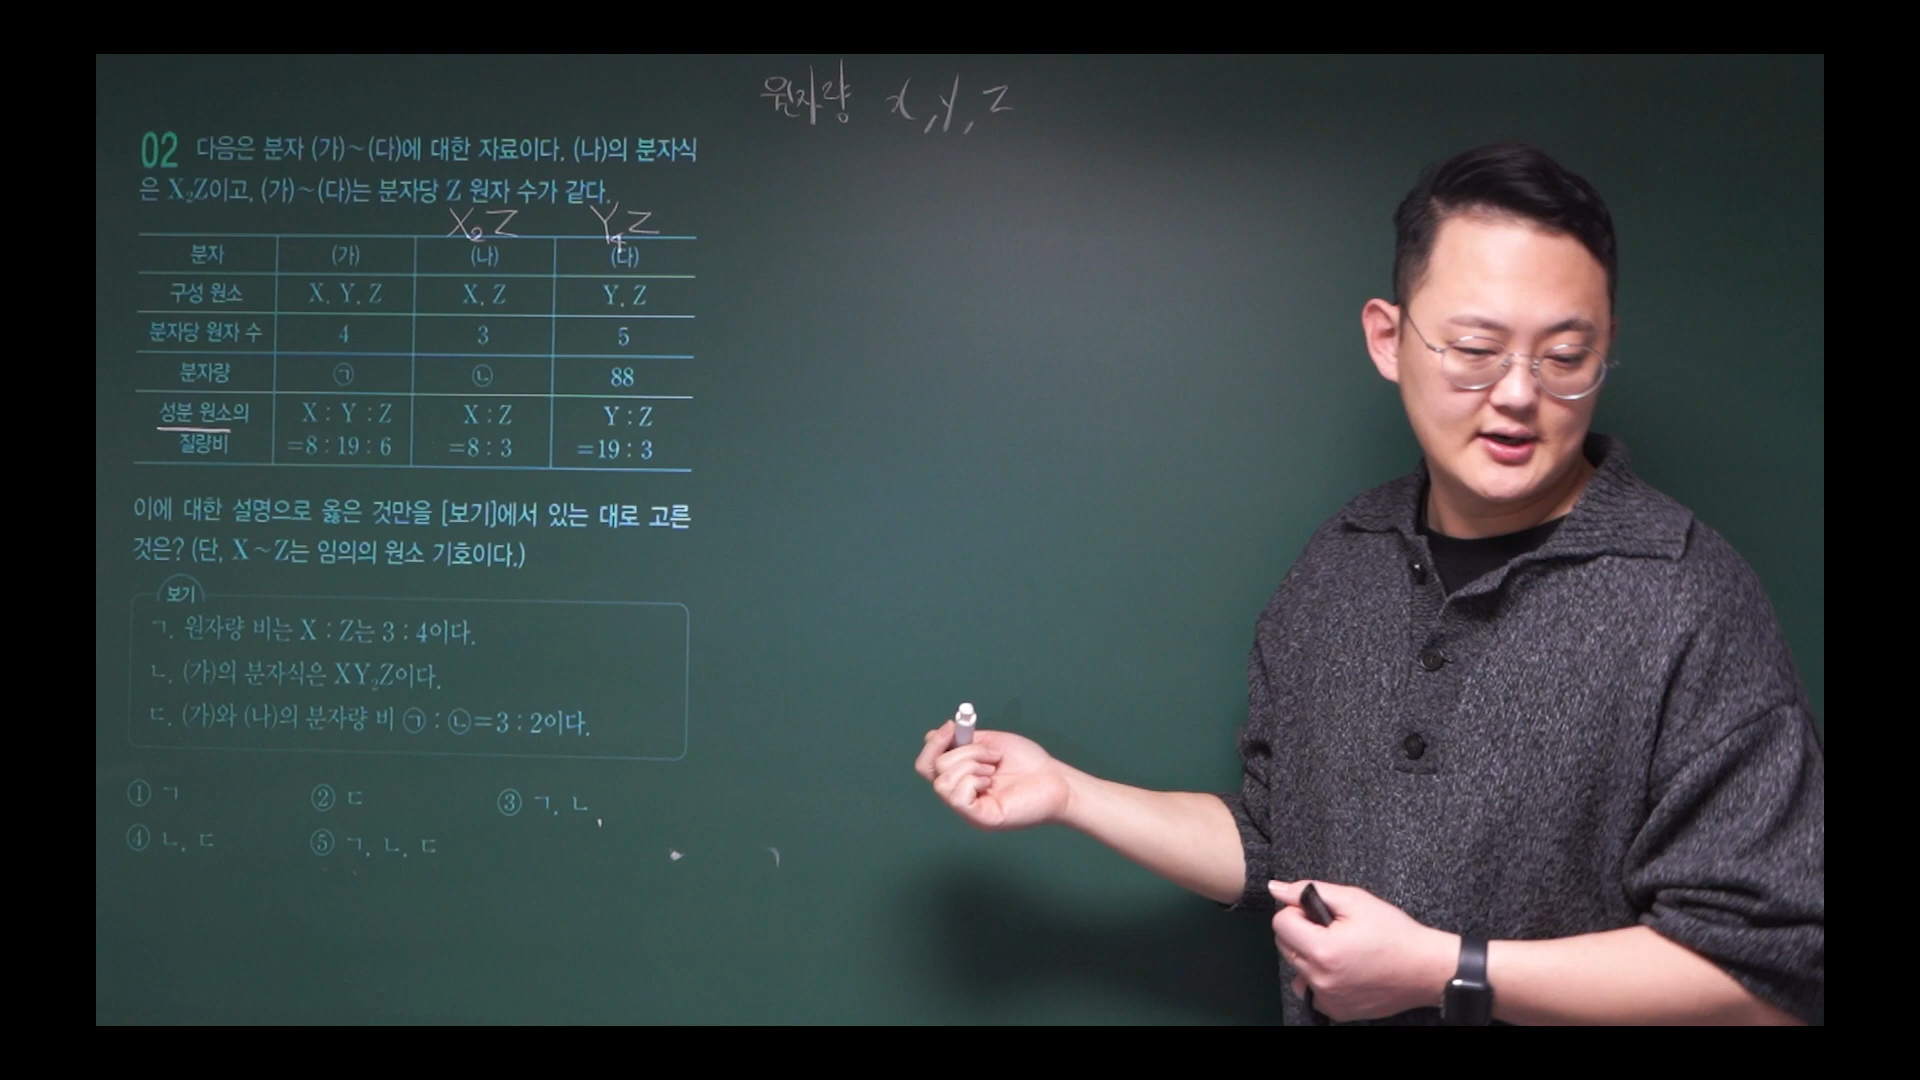 원자량 x, y, z
02 다음은 분자 (가)~(다)에 대한 자료이다. (나)의 분자식
은 X₂Z이고, (가)~(다)는 분자당 Z 원자 수가 같다.
X₂Z Y₄Z
분자 (가) (나) (다)
구성 원소 X, Y, Z X, Z Y, Z
분자당 원자 수 4 3 5
분자량 ㉠ ㉡ 88
성분 원소의 X : Y : Z X : Z Y : Z
질량비 =8 : 19 : 6 =8 : 3 =19 : 3
이에 대한 설명으로 옳은 것만을 [보기]에서 있는 대로 고른
것은? (단, X~Z는 임의의 원소 기호이다.)
보기
ㄱ. 원자량 비는 X : Z는 3 : 4이다.
ㄴ. (가)의 분자식은 XY₂Z이다.
ㄷ. (가)와 (나)의 분자량 비 ㉠ : ㉡=3 : 2이다.
① ㄱ ② ㄷ ③ ㄱ, ㄴ
④ ㄴ, ㄷ ⑤ ㄱ, ㄴ, ㄷ